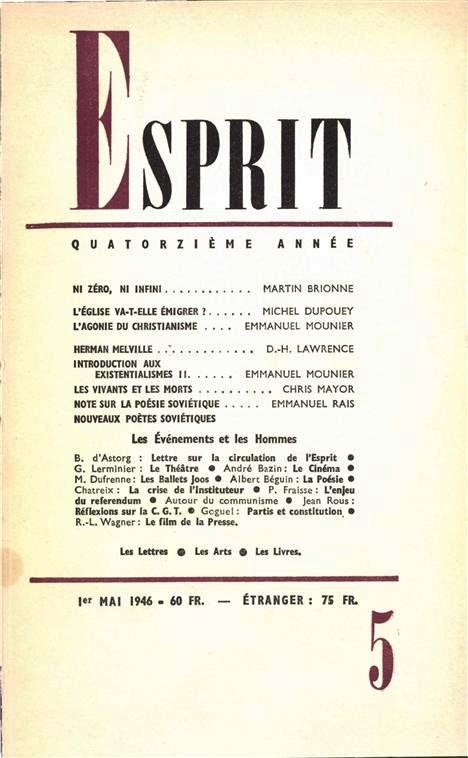 ESPRIT
QUATORZIÈME ANNÉE
NI ZÉRO, NI INFINI . . . . . . . . . . . . MARTIN BRIONNE
L'ÉGLISE VA-T-ELLE ÉMIGRER ? . . . . . . MICHEL DUPOUEY
L'AGONIE DU CHRISTIANISME . . . . EMMANUEL MOUNIER
HERMAN MELVILLE . . . . . . . . . . . . . D.-H. LAWRENCE
INTRODUCTION AUX
EXISTENTIALISMES II. . . . . . . EMMANUEL MOUNIER
LES VIVANTS ET LES MORTS . . . . . . . . . . CHRIS MAYOR
NOTE SUR LA POÉSIE SOVIÉTIQUE . . . . . EMMANUEL RAIS
NOUVEAUX POÈTES SOVIÉTIQUES
Les Événements et les Hommes
B. d'Astorg : Lettre sur la circulation de l'Esprit ●
G. Lerminier : Le Théâtre ● André Bazin : Le Cinéma ●
M. Dufrenne : Les Ballets Joos ● Albert Béguin : La Poésie ●
Chatreix : La crise de l'Instituteur ● P. Fraisse : L'enjeu
du referendum ● Autour du communisme ● Jean Rous :
Réflexions sur la C. G. T. ● Goguel : Partis et constitution ●
R.-L. Wagner : Le film de la Presse.
Les Lettres ● Les Arts ● Les Livres.
1er MAI 1946 - 60 FR. — ÉTRANGER : 75 FR.
5